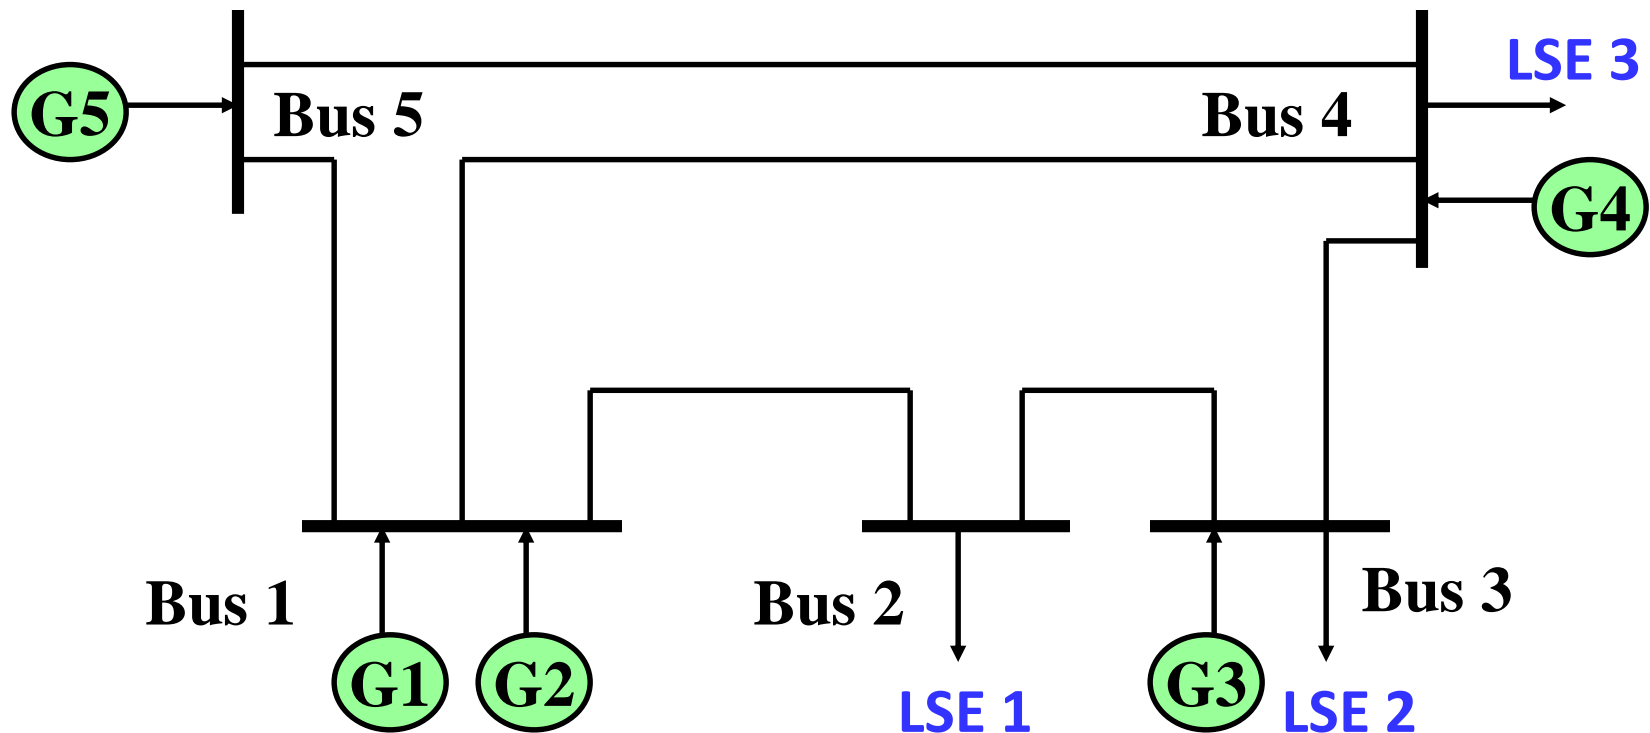 LSE 3
G5
Bus 5
Bus 4
G4
Bus 1
Bus 2
Bus 3
G1
G2
LSE 1
G3
LSE 2